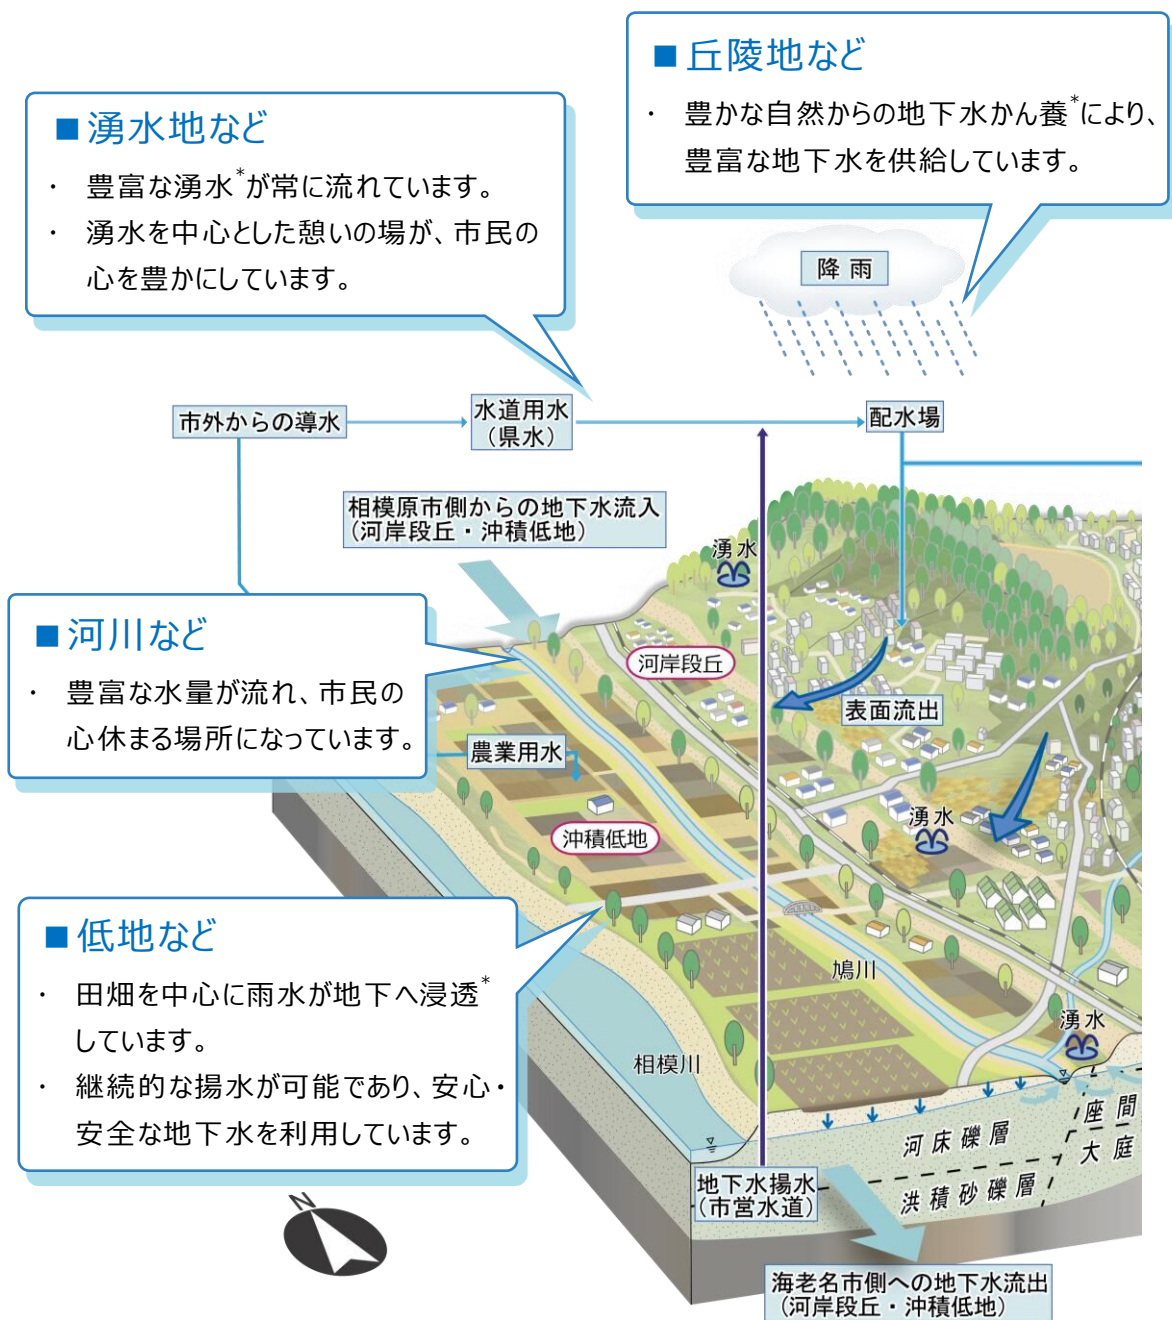 ■丘陵地など
・ 豊かな自然からの地下水かん養*により、
豊富な地下水を供給しています。
■湧水地など
・ 豊富な湧水*が常に流れています。
・ 湧水を中心とした憩いの場が、市民の
心を豊かにしています。
降雨
市外からの導水
水道用水
（県水）
配水場
相模原市側からの地下水流入
（河岸段丘・沖積低地）
湧水
■河川など
・ 豊富な水量が流れ、市民の
心休まる場所になっています。
河岸段丘
表面流出
農業用水
湧水
沖積低地
■低地など
・ 田畑を中心に雨水が地下へ浸透*
しています。
・ 継続的な揚水が可能であり、安心・
安全な地下水を利用しています。
鳩川
湧水
相模川
座間
河床礫層
大庭
洪積砂礫層
地下水揚水
（市営水道）
N
海老名市側への地下水流出
（河岸段丘・沖積低地）